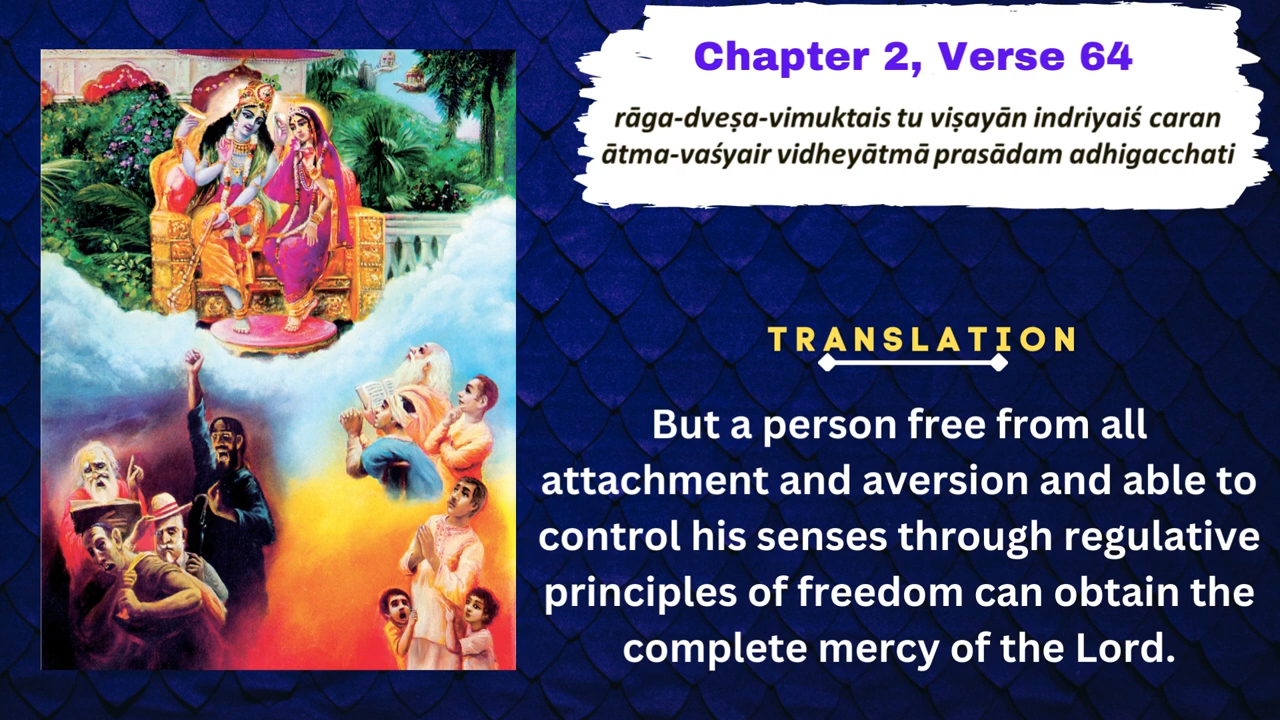 Chapter 2, Verse 64
rāga-dveṣa-vimuktais tu viṣayān indriyaiś caran
ātma-vaśyair vidheyātmā prasādam adhigacchati
TRANSLATION
But a person free from all
attachment and aversion and able to
control his senses through regulative
principles of freedom can obtain the
complete mercy of the Lord.